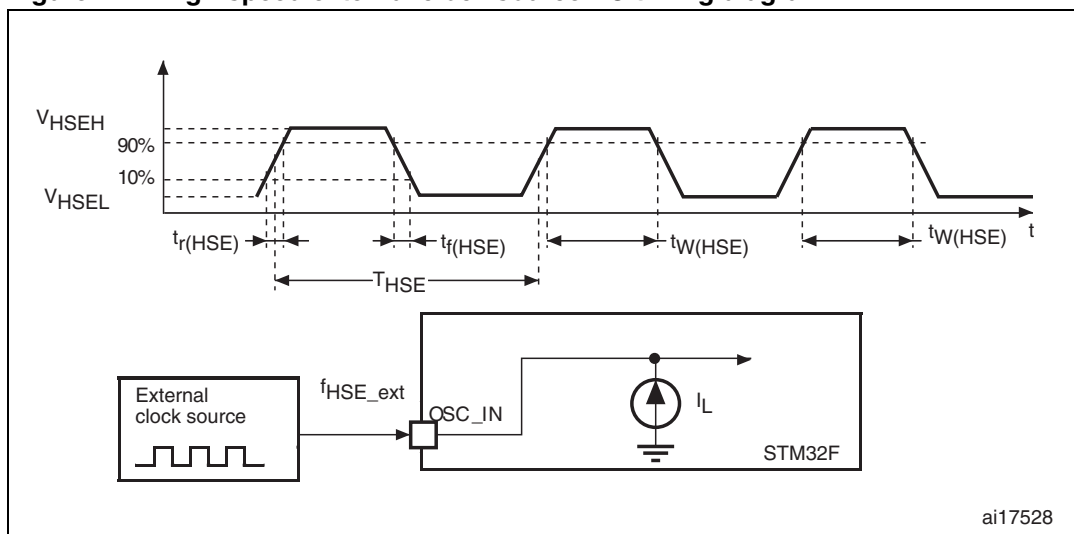 VHSEH
90%
10%
VHSEL
tr(HSE)
tf(HSE)
tW(HSE)
tW(HSE)
t
THSE
External
clock source
fHSE_ext
OSC_IN
IL
STM32F
ai17528